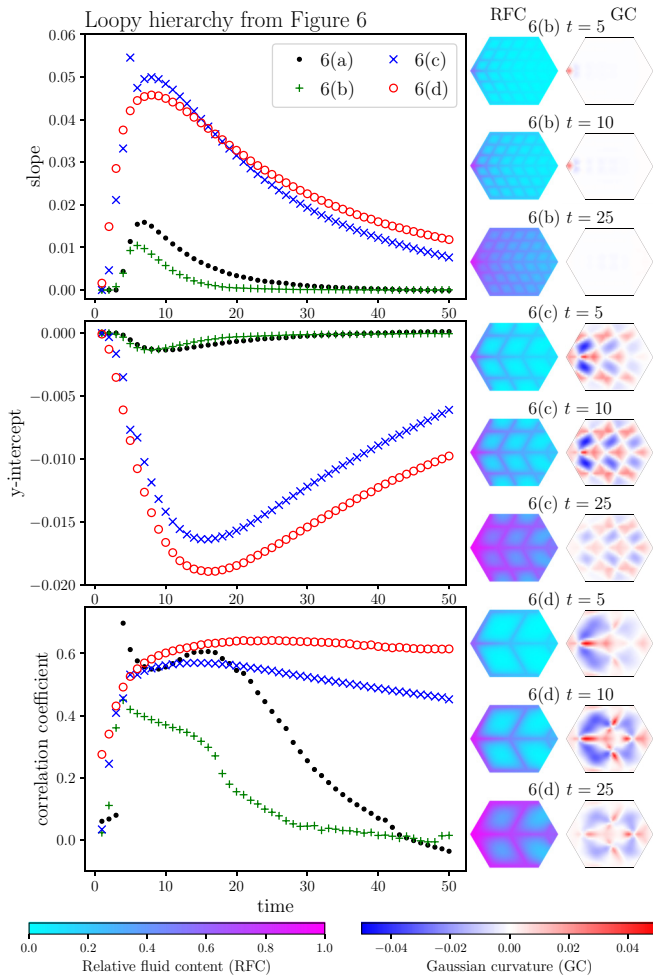 Loopy hierarchy from Figure 6
RFC GC
6(a) 6(c)
6(b) 6(d)
0.06
0.05
0.04
0.03
0.02
0.01
0.00
slope
0 10 20 30 40 50
6(b) t = 5
6(b) t = 10
6(b) t = 25
0.000
−0.005
−0.010
−0.015
−0.020
y-intercept
0 10 20 30 40 50
6(c) t = 5
6(c) t = 10
6(c) t = 25
0.6
0.4
0.2
0.0
correlation coefficient
0 10 20 30 40 50
time
6(d) t = 5
6(d) t = 10
6(d) t = 25
0.0 0.2 0.4 0.6 0.8 1.0
Relative fluid content (RFC)
−0.04 −0.02 0.00 0.02 0.04
Gaussian curvature (GC)